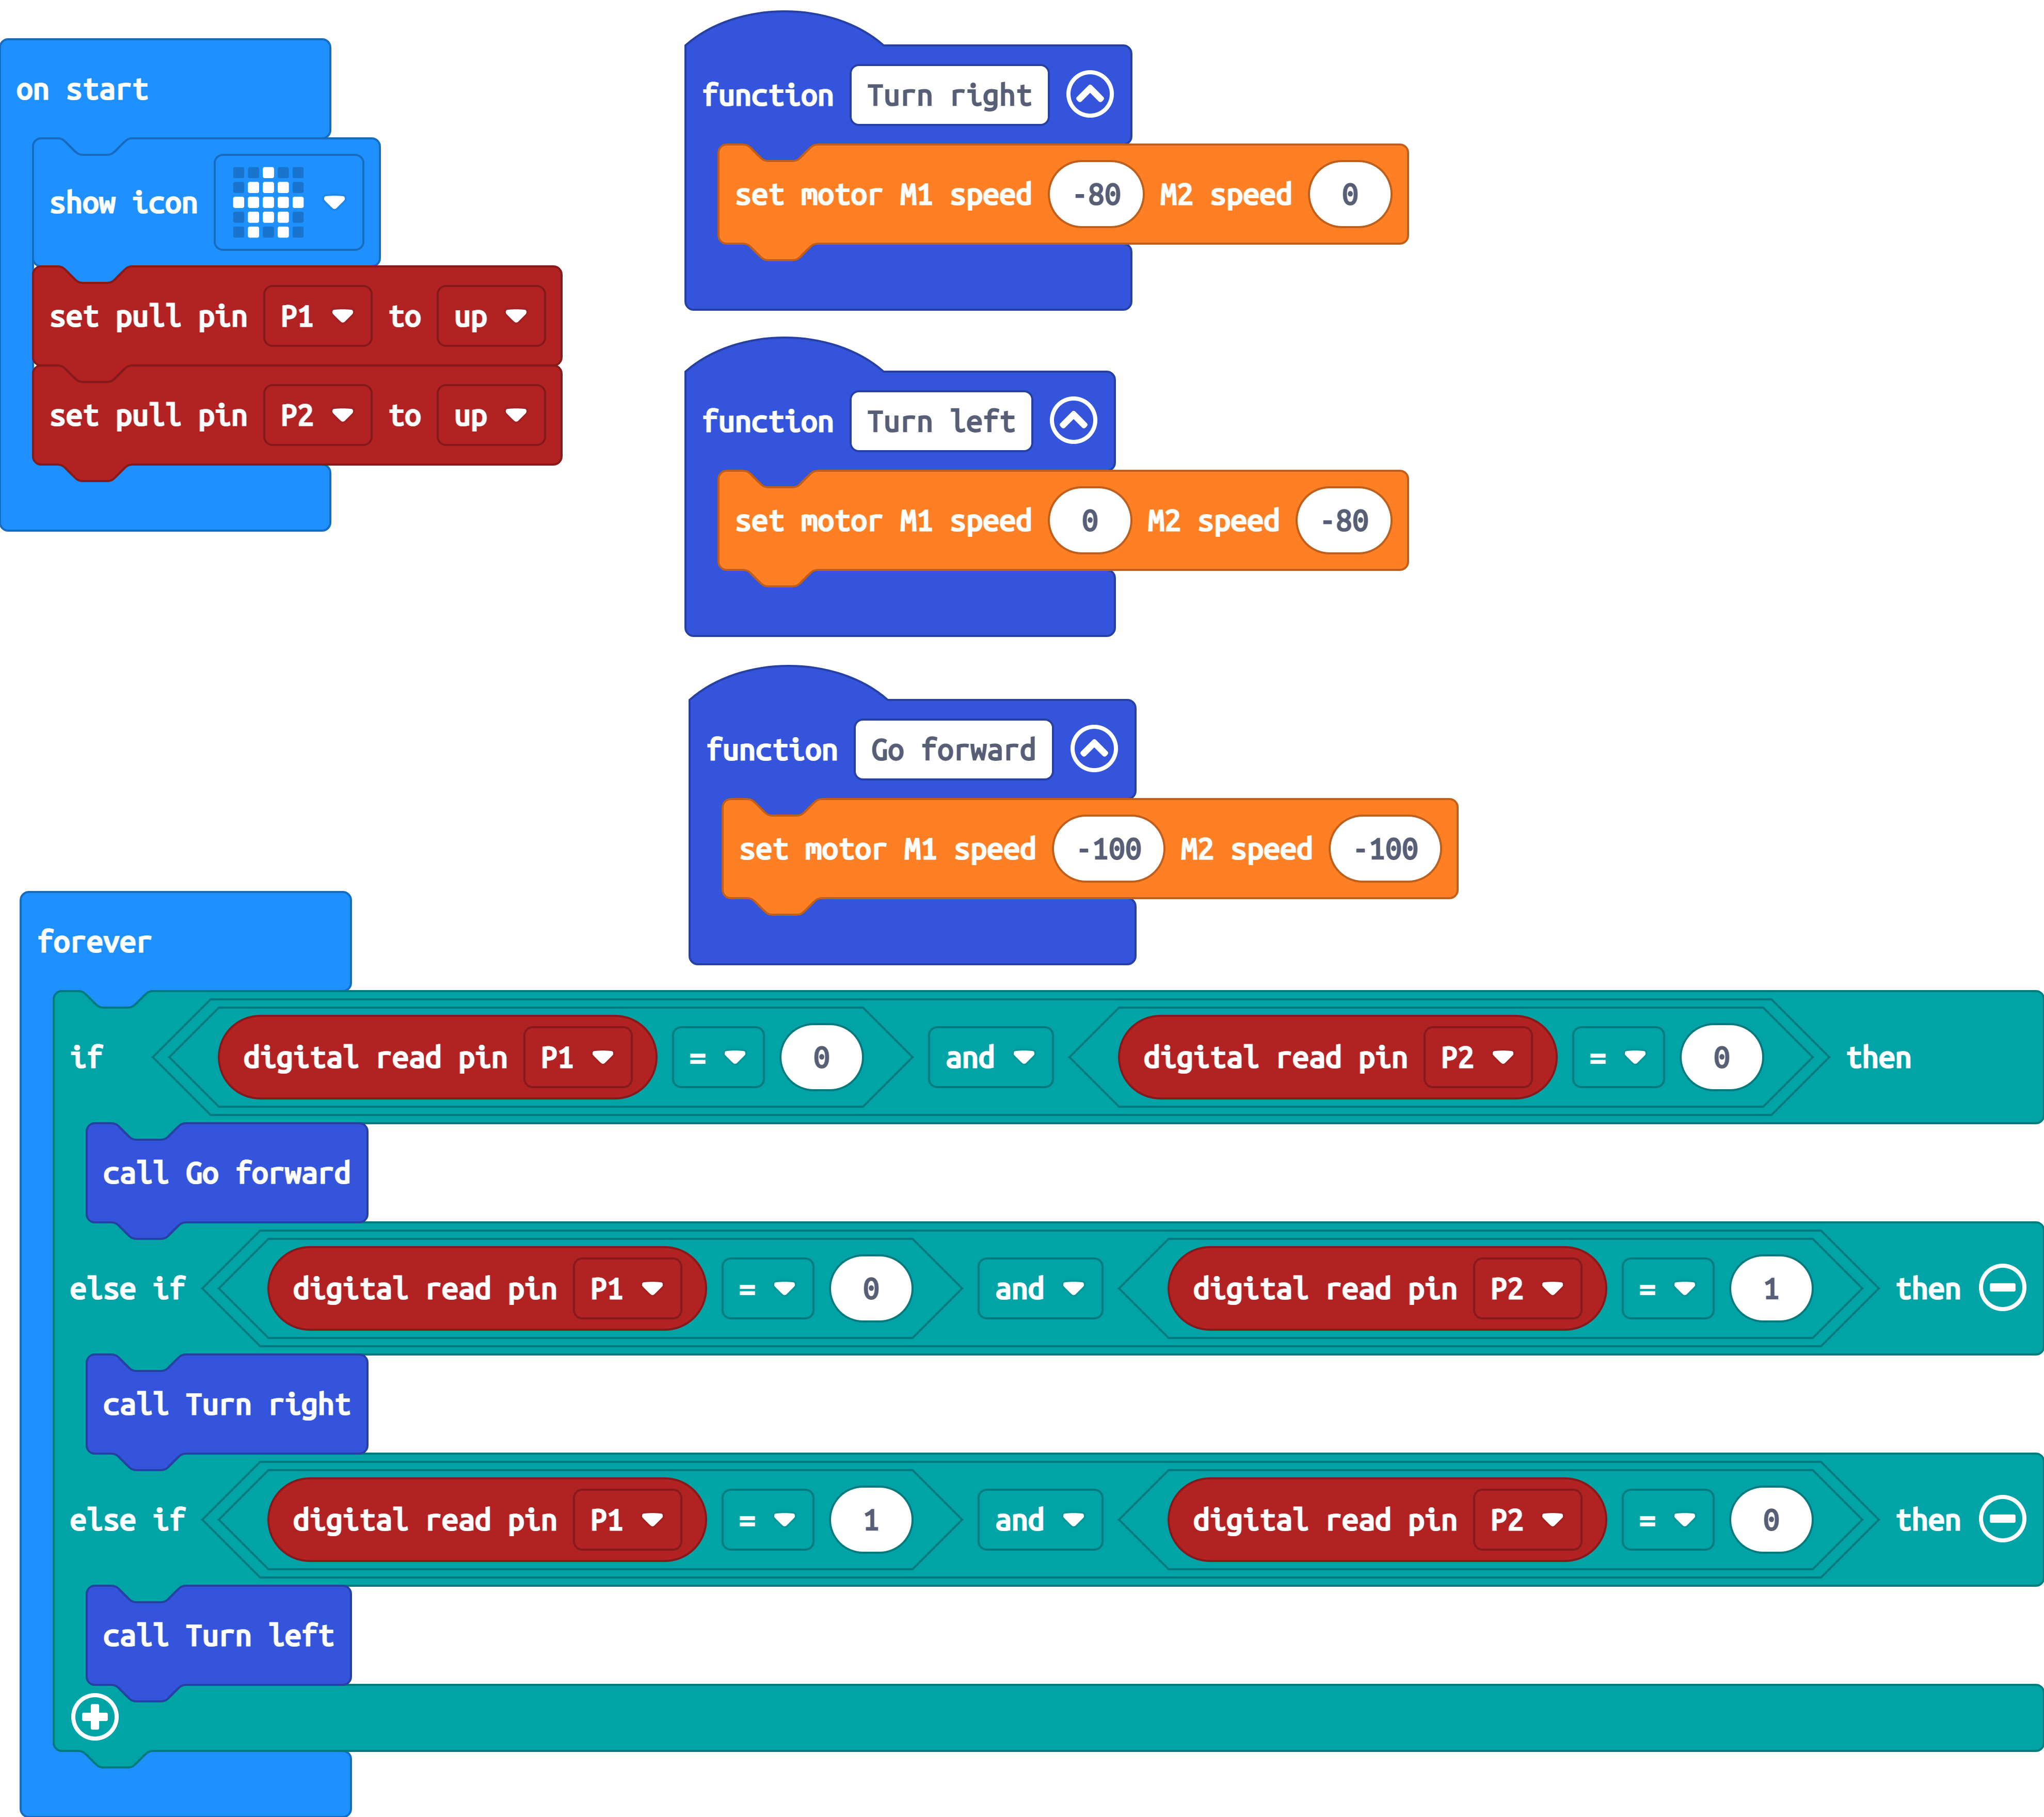 on start
show icon
set pull pin P1 to up
set pull pin P2 to up
function Turn right
set motor M1 speed -80 M2 speed 0
function Turn left
set motor M1 speed 0 M2 speed -80
function Go forward
set motor M1 speed -100 M2 speed -100
forever
if digital read pin P1 = 0 and digital read pin P2 = 0 then
call Go forward
else if digital read pin P1 = 0 and digital read pin P2 = 1 then
call Turn right
else if digital read pin P1 = 1 and digital read pin P2 = 0 then
call Turn left